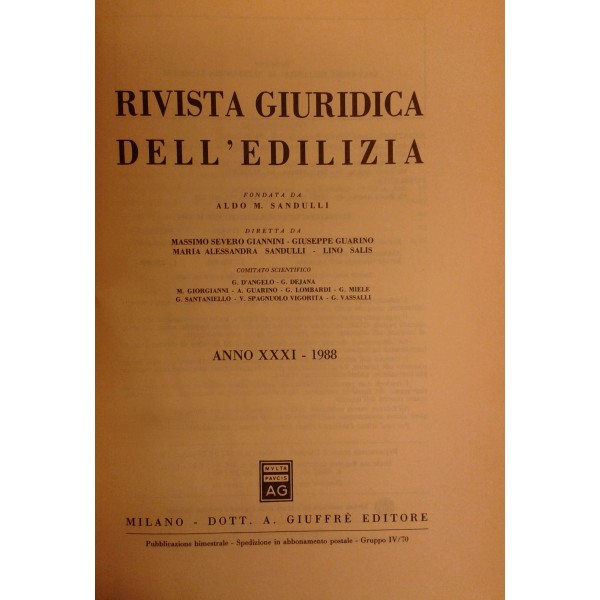 RIVISTA GIURIDICA
DELL'EDILIZIA
FONDATA DA
ALDO M. SANDULLI
DIRETTA DA
MASSIMO SEVERO GIANNINI - GIUSEPPE GUARINO
MARIA ALESSANDRA SANDULLI - LINO SALIS
COMITATO SCIENTIFICO
G. D'ANGELO - G. DEJANA
M. GIORGIANNI - A. GUARINO - G. LOMBARDI - G. MIELE
G. SANTANIELLO - V. SPAGNUOLO VIGORITA - G. VASSALLI
ANNO XXXI - 1988
MVLTA
PAVCIS
AG
MILANO - DOTT. A. GIUFFRÈ EDITORE
Pubblicazione bimestrale - Spedizione in abbonamento postale - Gruppo IV/70